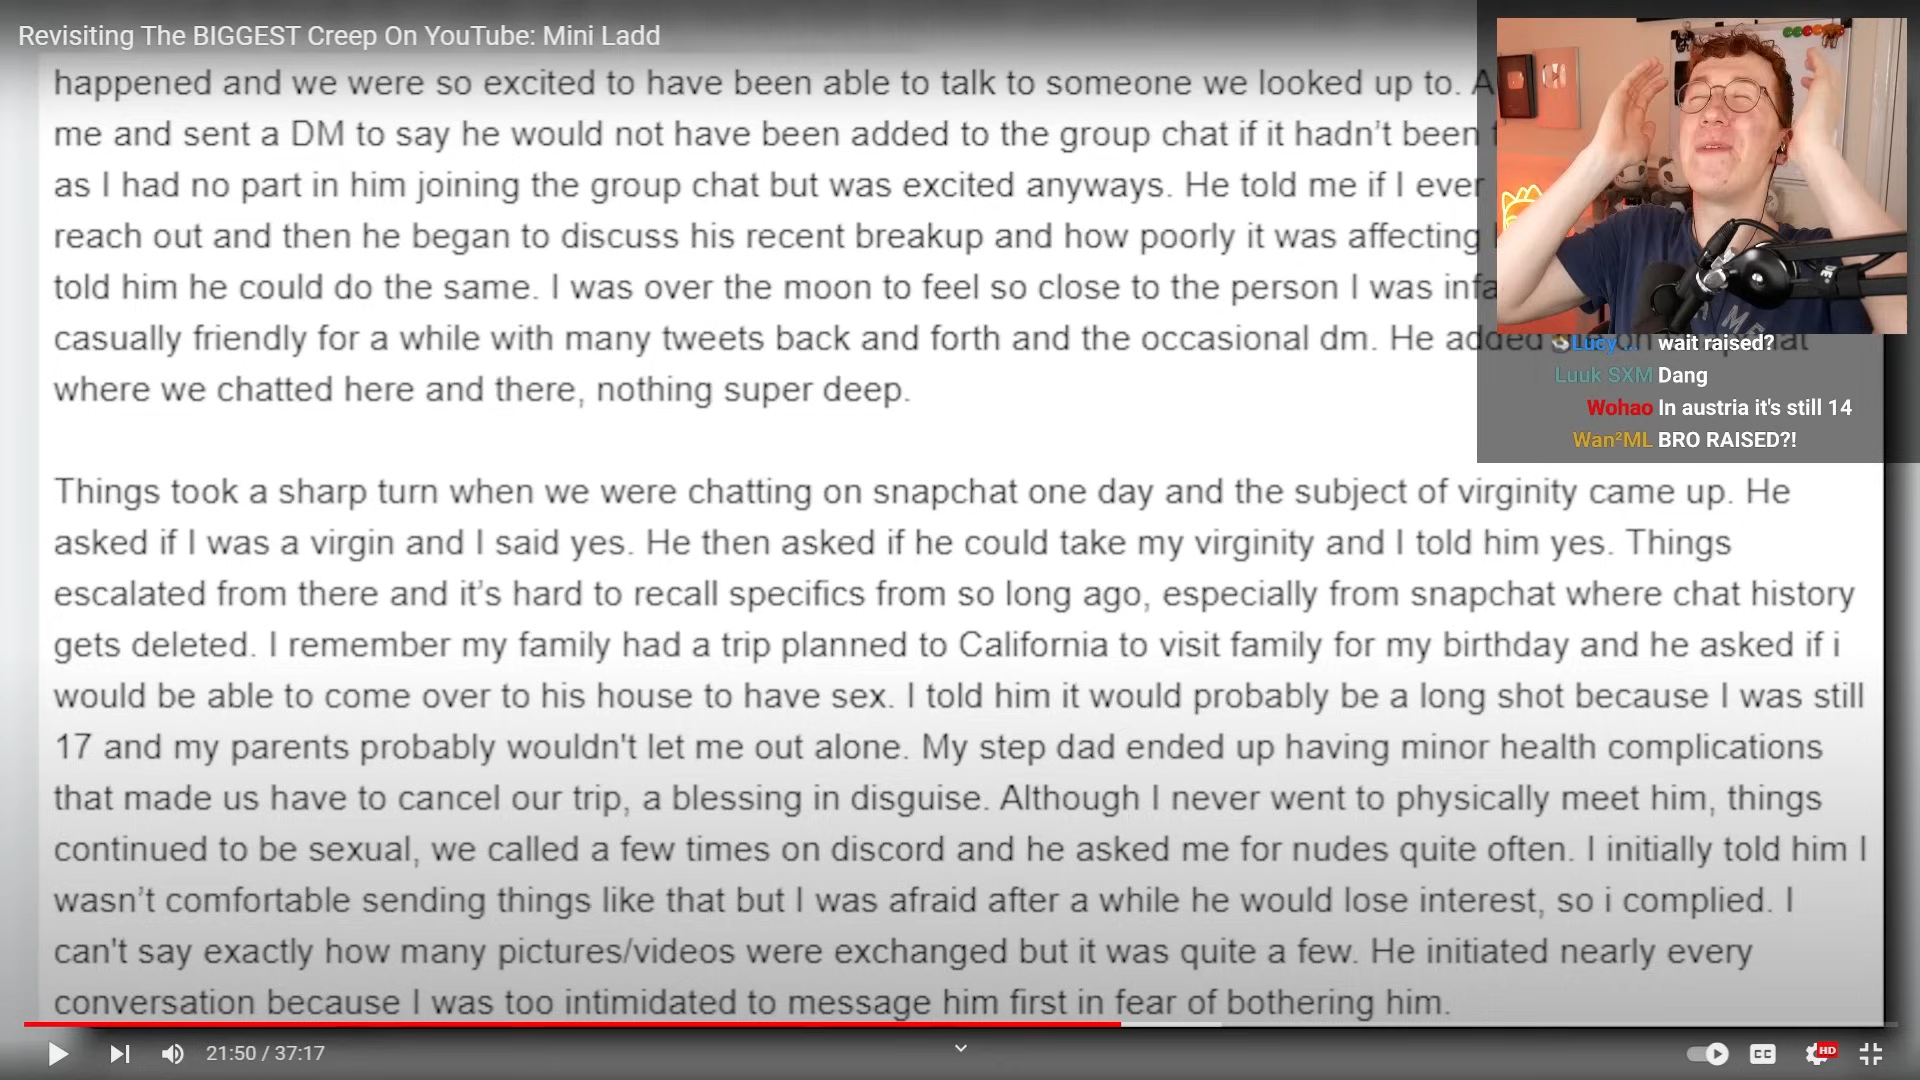 Revisiting The BIGGEST Creep On YouTube: Mini Ladd
happened and we were so excited to have been able to talk to someone we looked up to. A
me and sent a DM to say he would not have been added to the group chat if it hadn't been
as I had no part in him joining the group chat but was excited anyways. He told me if I ever
reach out and then he began to discuss his recent breakup and how poorly it was affecting
told him he could do the same. I was over the moon to feel so close to the person I was
casually friendly for a while with many tweets back and forth and the occasional dm. He added
where we chatted here and there, nothing super deep.
Things took a sharp turn when we were chatting on snapchat one day and the subject of virginity came up. He
asked if I was a virgin and I said yes. He then asked if he could take my virginity and I told him yes. Things
escalated from there and it's hard to recall specifics from so long ago, especially from snapchat where chat history
gets deleted. I remember my family had a trip planned to California to visit family for my birthday and he asked if i
would be able to come over to his house to have sex. I told him it would probably be a long shot because I was still
17 and my parents probably wouldn't let me out alone. My step dad ended up having minor health complications
that made us have to cancel our trip, a blessing in disguise. Although I never went to physically meet him, things
continued to be sexual, we called a few times on discord and he asked me for nudes quite often. I initially told him I
wasn't comfortable sending things like that but I was afraid after a while he would lose interest, so i complied. I
can't say exactly how many pictures/videos were exchanged but it was quite a few. He initiated nearly every
conversation because I was too intimidated to message him first in fear of bothering him.
Lucy ... wait raised?
Luuk SXM Dang
Wohao In austria it's still 14
Wan²ML BRO RAISED?!
21:50 / 37:17
CC
HD